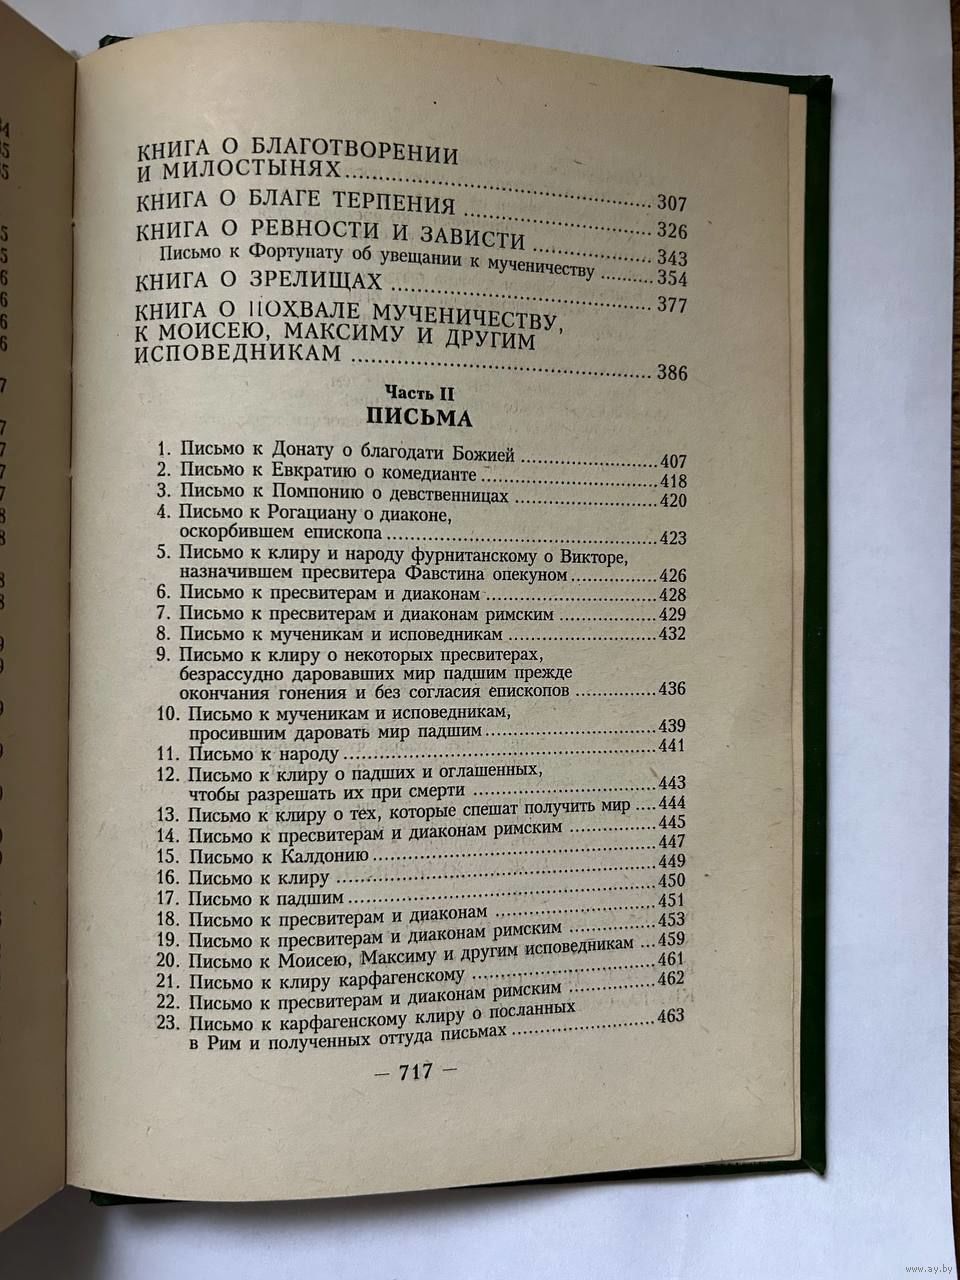 КНИГА О БЛАГОТВОРЕНИИ
И МИЛОСТЫНЯХ........................................307
КНИГА О БЛАГЕ ТЕРПЕНИЯ ........................326
КНИГА О РЕВНОСТИ И ЗАВИСТИ ...............343
Письмо к Фортунату об увещании к мученичеству .........354
КНИГА О ЗРЕЛИЩАХ ..................................377
КНИГА О ПОХВАЛЕ МУЧЕНИЧЕСТВУ,
К МОИСЕЮ, МАКСИМУ И ДРУГИМ
ИСПОВЕДНИКАМ ........................................386
Часть II
ПИСЬМА
1. Письмо к Донату о благодати Божией .....................407
2. Письмо к Евкратию о комедианте ...........................418
3. Письмо к Помпонию о девственницах ......................420
4. Письмо к Рогациану о диаконе,
оскорбившем епископа ..........................................423
5. Письмо к клиру и народу фурнитанскому о Викторе,
назначившем пресвитера Фавстина опекуном..............426
6. Письмо к пресвитерам и диаконам ..........................428
7. Письмо к пресвитерам и диаконам римским ...............429
8. Письмо к мученикам и исповедникам .......................432
9. Письмо к клиру о некоторых пресвитерах,
безрассудно даровавших мир падшим прежде
окончания гонения и без согласия епископов .............436
10. Письмо к мученикам и исповедникам,
просившим даровать мир падшим............................439
11. Письмо к народу ..................................................441
12. Письмо к клиру о падших и оглашенных,
чтобы разрешать их при смерти .............................443
13. Письмо к клиру о тех, которые спешат получить мир ....444
14. Письмо к пресвитерам и диаконам римским ..............445
15. Письмо к Калдонию .............................................447
16. Письмо к клиру ...................................................449
17. Письмо к падшим ................................................450
18. Письмо к пресвитерам и диаконам .........................451
19. Письмо к пресвитерам и диаконам римским ..............453
20. Письмо к Моисею, Максиму и другим исповедникам ...459
21. Письмо к клиру карфагенскому .............................461
22. Письмо к пресвитерам и диаконам римским ..............462
23. Письмо к карфагенскому клиру о посланных
в Рим и полученных оттуда письмах .......................463
– 717 –
www.ay.by